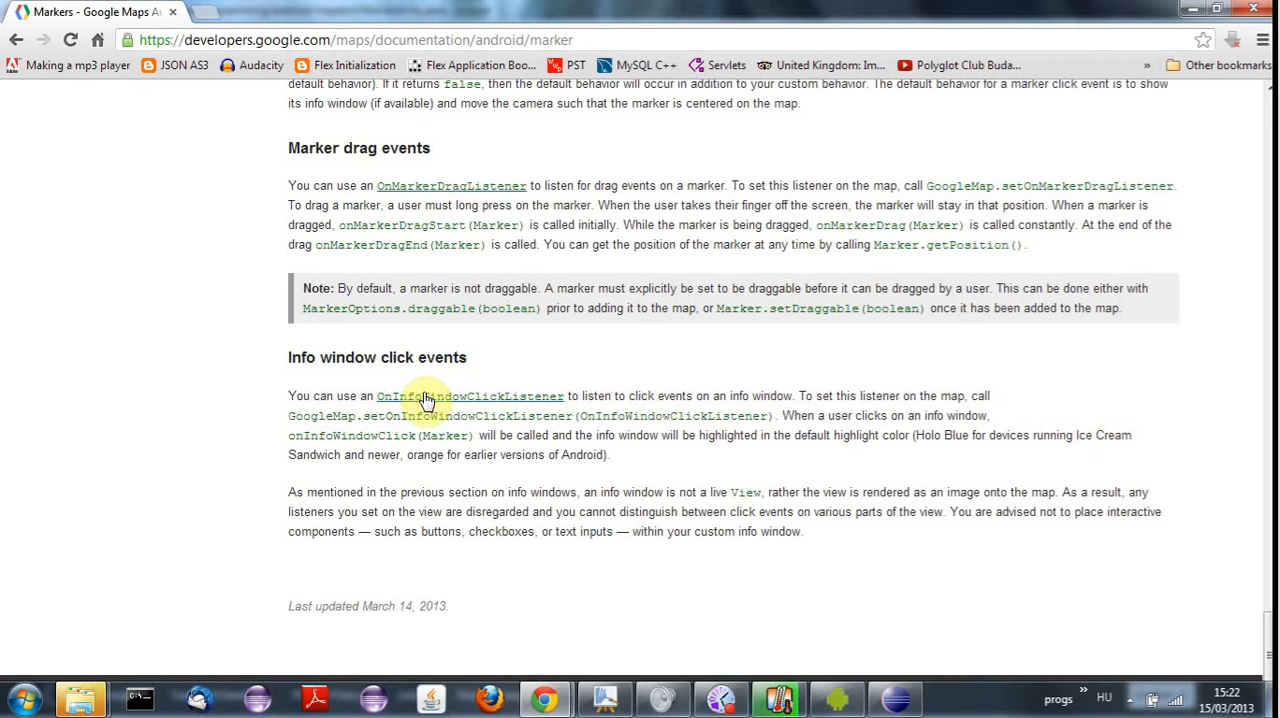 Markers - Google Maps A
https://developers.google.com/maps/documentation/android/marker
Making a mp3 player JSON AS3 Audacity Flex Initialization Flex Application Boo... PST MySQL C++ Servlets United Kingdom: Im... Polyglot Club Buda... » Other bookmarks
default behavior). If it returns false, then the default behavior will occur in addition to your custom behavior. The default behavior for a marker click event is to show
its info window (if available) and move the camera such that the marker is centered on the map.
Marker drag events
You can use an OnMarkerDragListener to listen for drag events on a marker. To set this listener on the map, call GoogleMap.setOnMarkerDragListener.
To drag a marker, a user must long press on the marker. When the user takes their finger off the screen, the marker will stay in that position. When a marker is
dragged, onMarkerDragStart(Marker) is called initially. While the marker is being dragged, onMarkerDrag(Marker) is called constantly. At the end of the
drag onMarkerDragEnd(Marker) is called. You can get the position of the marker at any time by calling Marker.getPosition().
Note: By default, a marker is not draggable. A marker must explicitly be set to be draggable before it can be dragged by a user. This can be done either with
MarkerOptions.draggable(boolean) prior to adding it to the map, or Marker.setDraggable(boolean) once it has been added to the map.
Info window click events
You can use an OnInfoWindowClickListener to listen to click events on an info window. To set this listener on the map, call
GoogleMap.setOnInfoWindowClickListener(OnInfoWindowClickListener). When a user clicks on an info window,
onInfoWindowClick(Marker) will be called and the info window will be highlighted in the default highlight color (Holo Blue for devices running Ice Cream
Sandwich and newer, orange for earlier versions of Android).
As mentioned in the previous section on info windows, an info window is not a live View, rather the view is rendered as an image onto the map. As a result, any
listeners you set on the view are disregarded and you cannot distinguish between click events on various parts of the view. You are advised not to place interactive
components — such as buttons, checkboxes, or text inputs — within your custom info window.
Last updated March 14, 2013.
progs » HU 15:22
15/03/2013